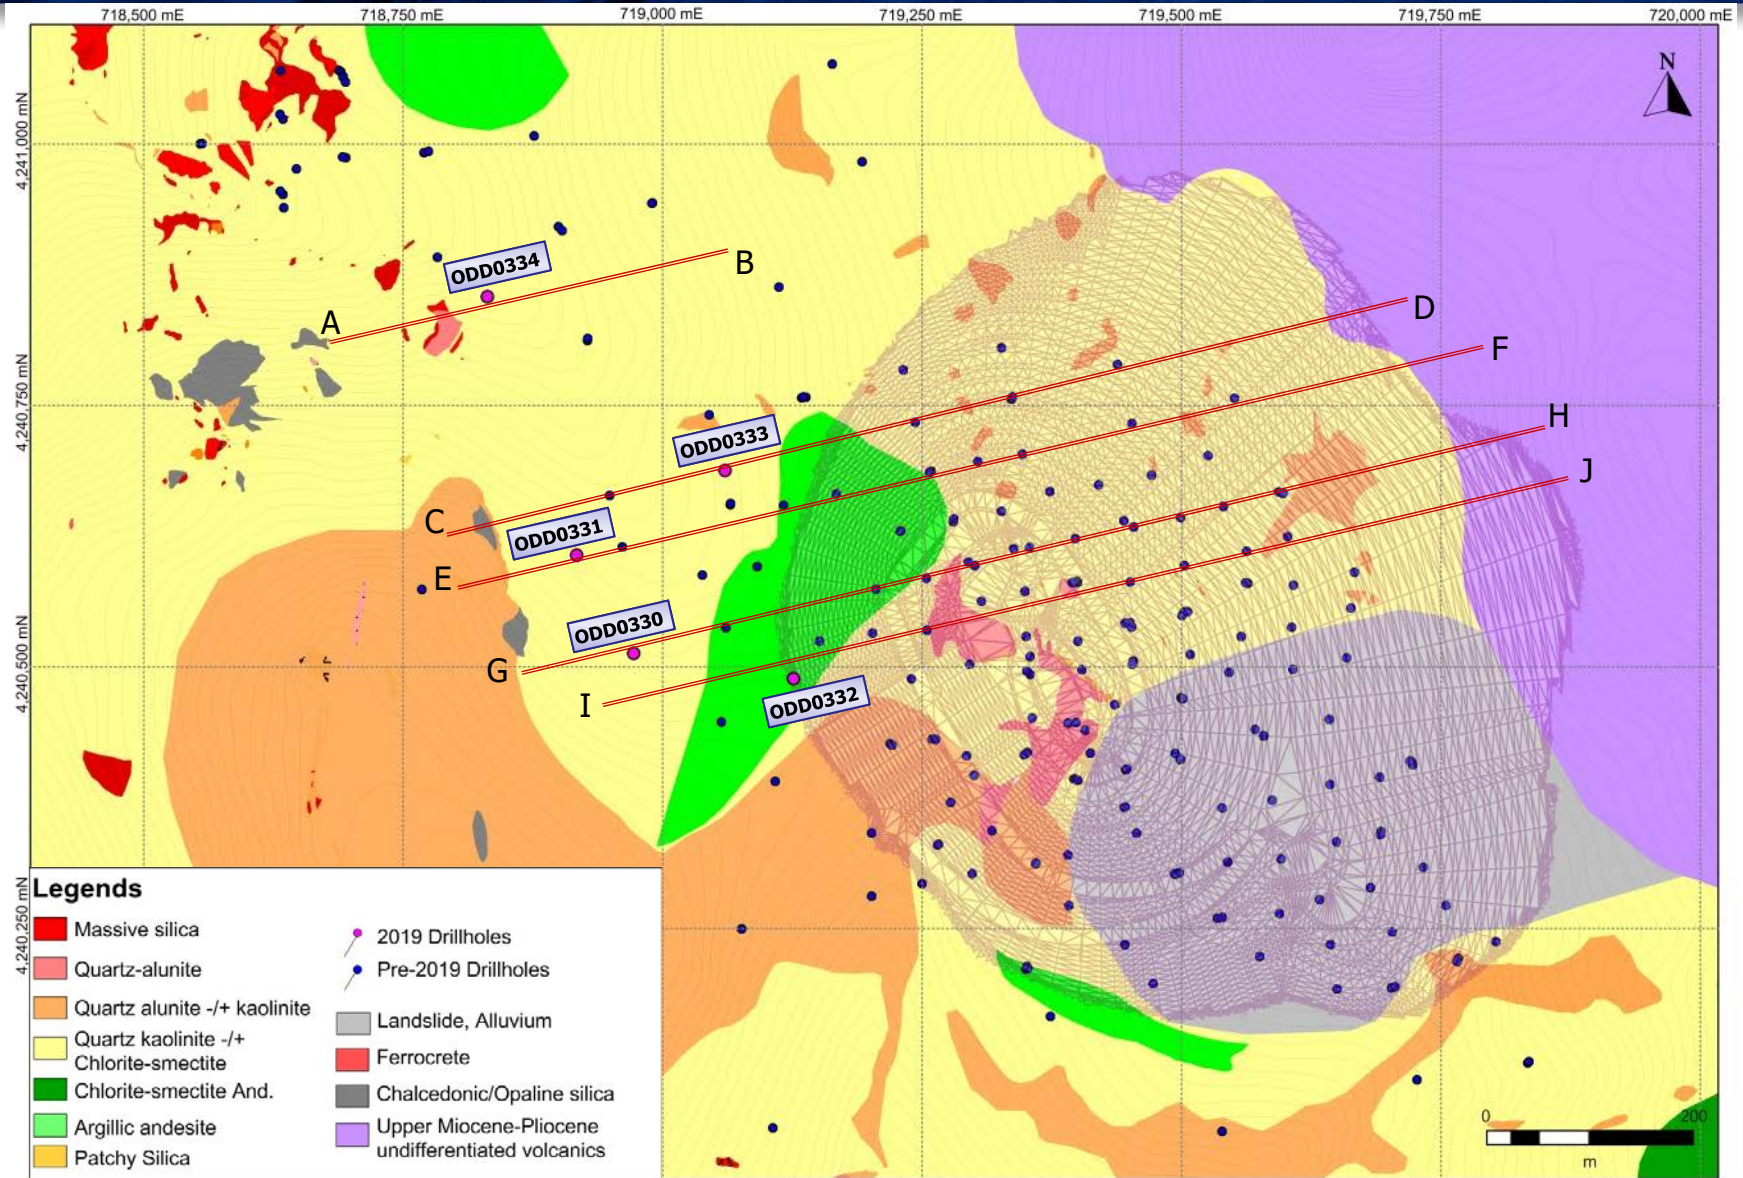 718,500 mE
718,750 mE
719,000 mE
719,250 mE
719,500 mE
719,750 mE
720,000 mE
N
4,241,000 mN
4,240,750 mN
4,240,500 mN
4,240,250 mN
ODD0334
B
A
D
F
ODD0333
H
J
C
ODD0331
E
ODD0330
G
I
ODD0332
Legends
Massive silica
Quartz-alunite
Quartz alunite -/+ kaolinite
Quartz kaolinite -/+
Chlorite-smectite
Chlorite-smectite And.
Argillic andesite
Patchy Silica
2019 Drillholes
Pre-2019 Drillholes
Landslide, Alluvium
Ferrocrete
Chalcedonic/Opaline silica
Upper Miocene-Pliocene
undifferentiated volcanics
0 200
m